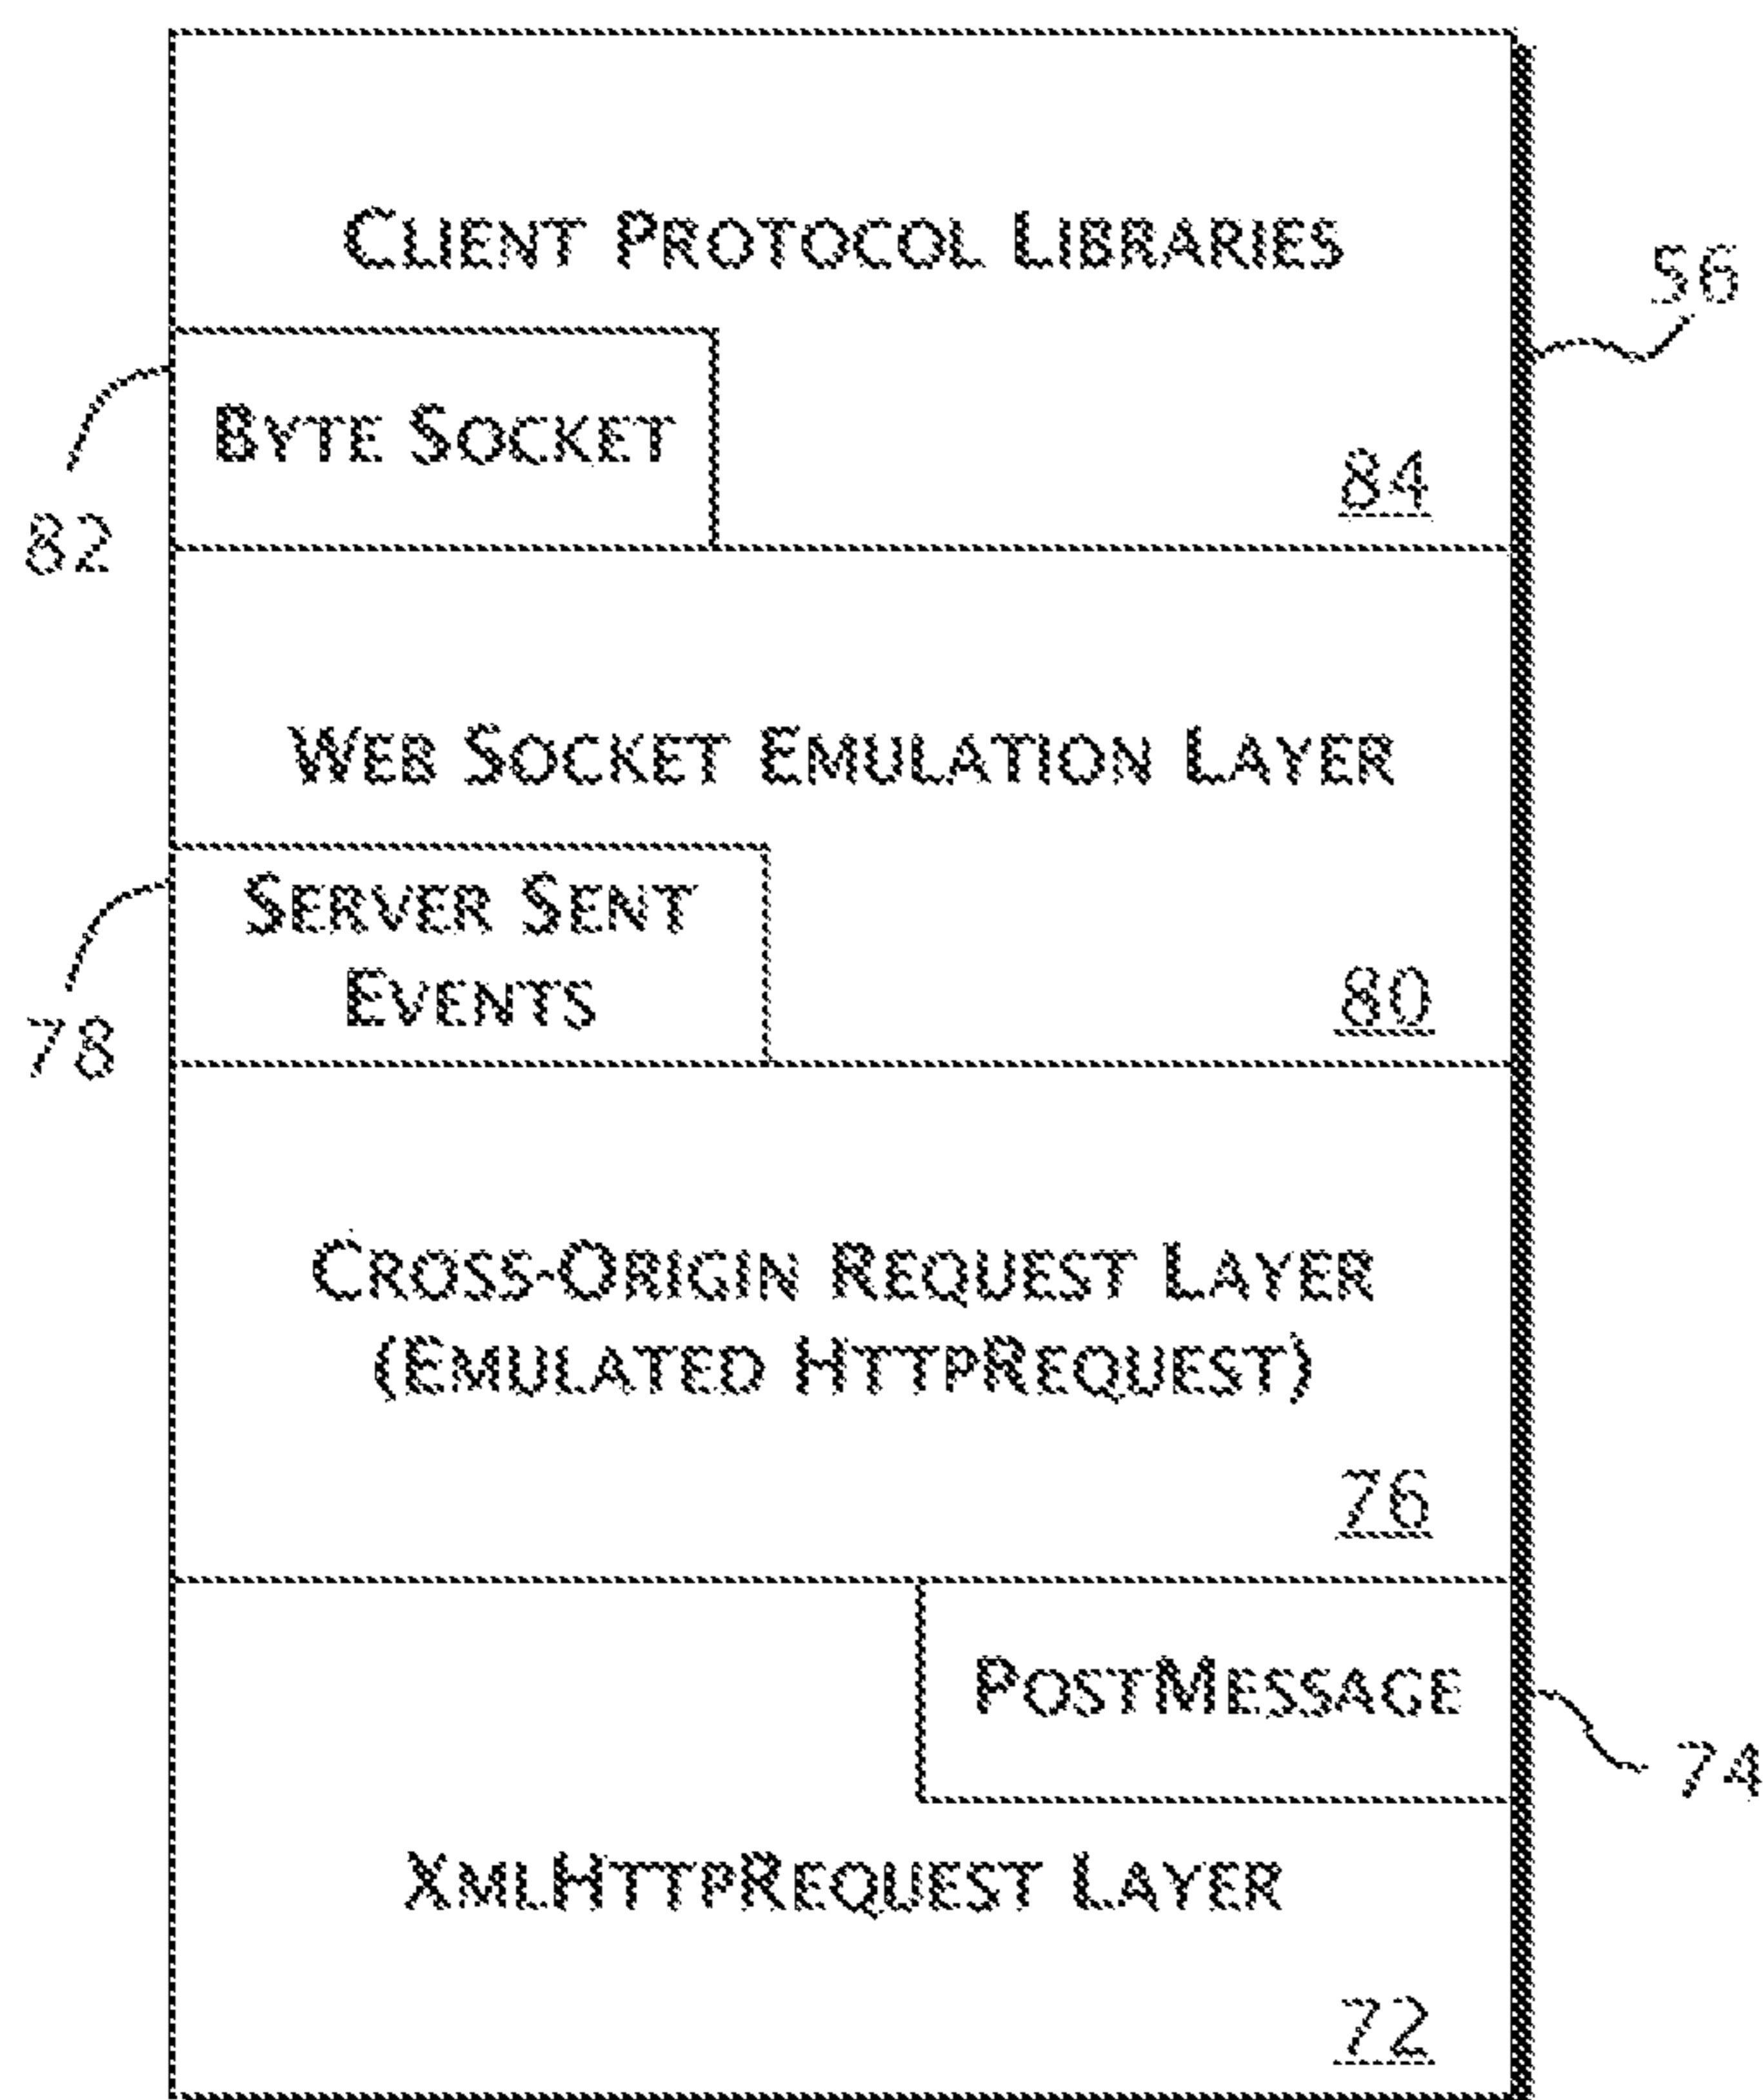 CLIENT PROTOCOL LIBRARIES
56
BYTE SOCKET
84
82
WEB SOCKET EMULATION LAYER
SERVER SENT
EVENTS
80
78
CROSS-ORIGIN REQUEST LAYER
(EMULATED HTTPREQUEST)
76
POSTMESSAGE
74
XMLHTTPREQUEST LAYER
72